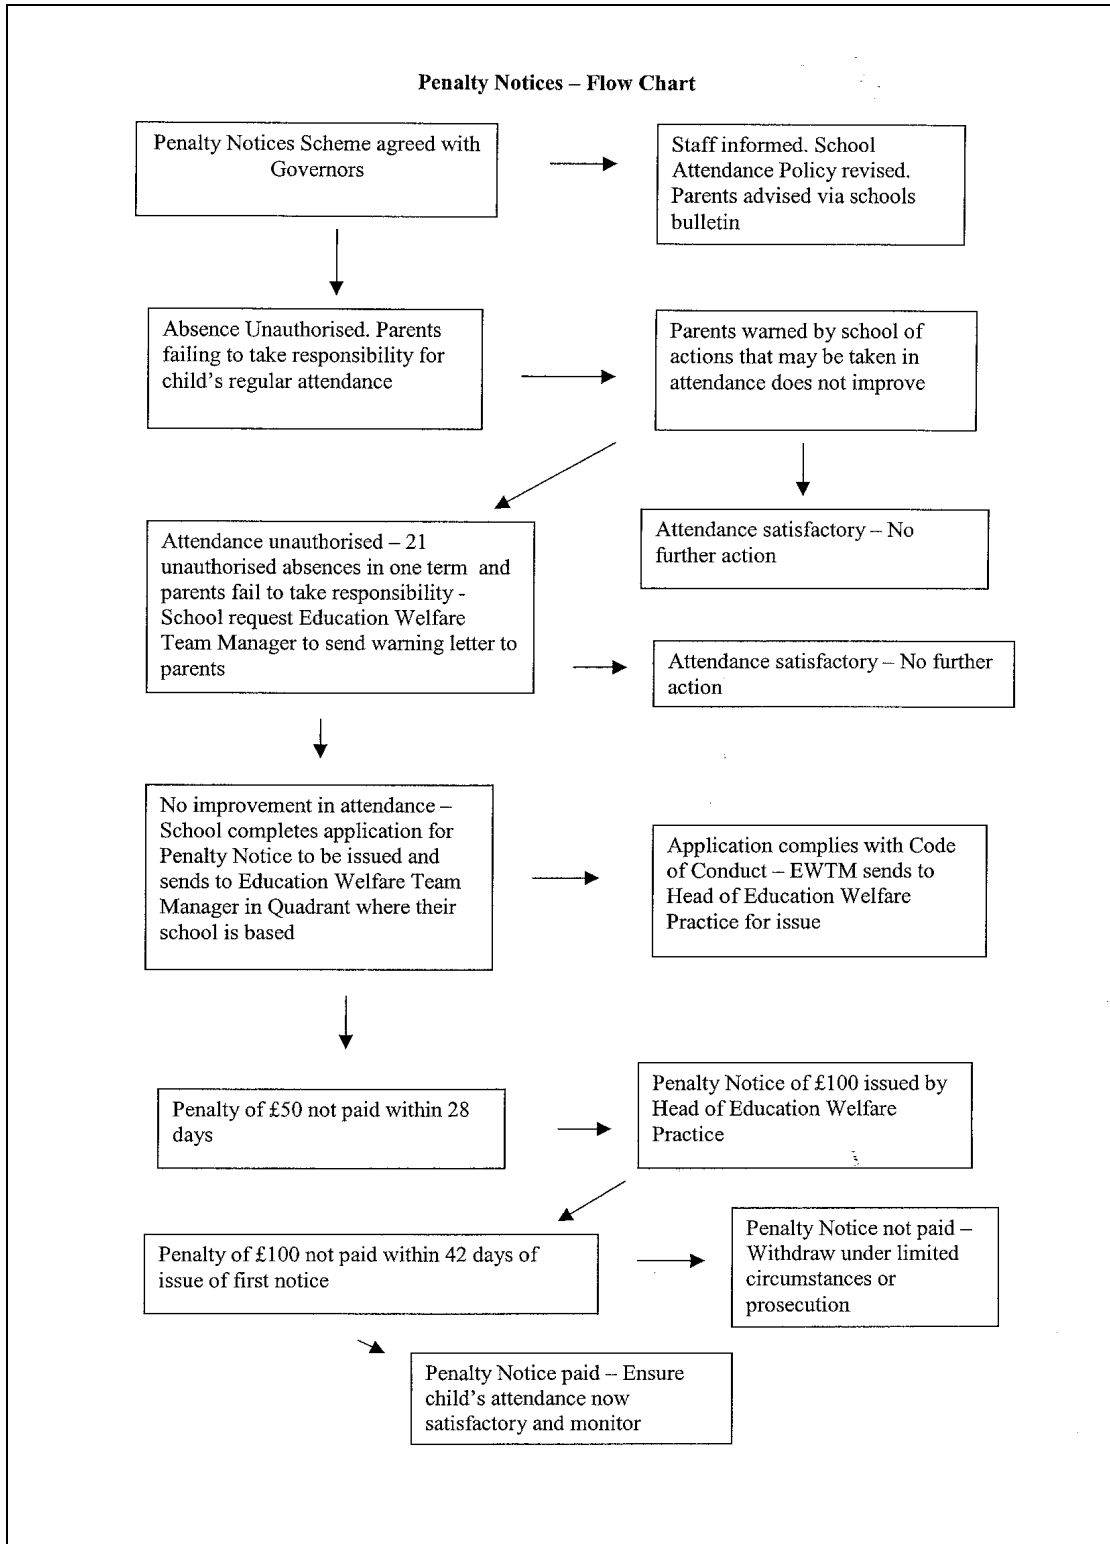 Penalty Notices – Flow Chart
Penalty Notices Scheme agreed with
Governors
Staff informed. School
Attendance Policy revised.
Parents advised via schools
bulletin
Absence Unauthorised. Parents
failing to take responsibility for
child's regular attendance
Parents warned by school of
actions that may be taken in
attendance does not improve
Attendance unauthorised – 21
unauthorised absences in one term and
parents fail to take responsibility -
School request Education Welfare
Team Manager to send warning letter to
parents
Attendance satisfactory – No
further action
Attendance satisfactory – No further
action
No improvement in attendance –
School completes application for
Penalty Notice to be issued and
sends to Education Welfare Team
Manager in Quadrant where their
school is based
Application complies with Code
of Conduct – EWTM sends to
Head of Education Welfare
Practice for issue
Penalty of £50 not paid within 28
days
Penalty Notice of £100 issued by
Head of Education Welfare
Practice
Penalty of £100 not paid within 42 days of
issue of first notice
Penalty Notice not paid –
Withdraw under limited
circumstances or
prosecution
Penalty Notice paid – Ensure
child's attendance now
satisfactory and monitor